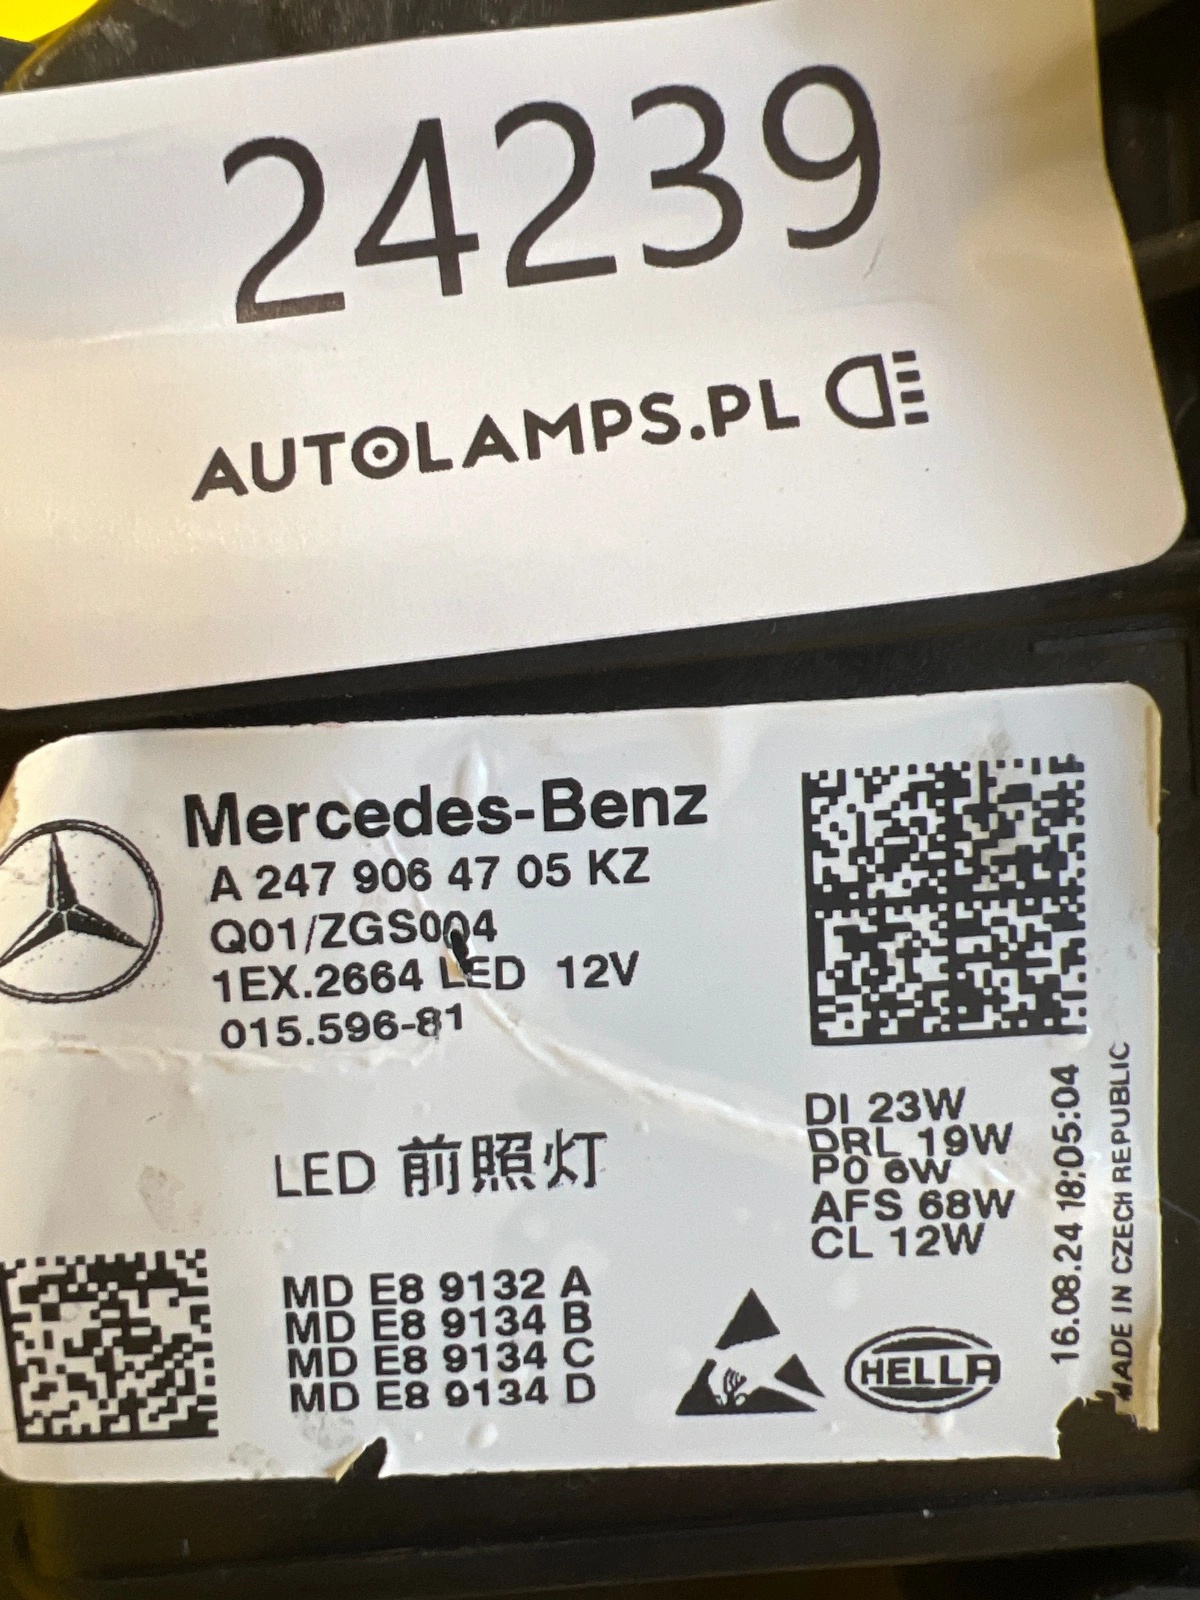 24239
AUTOLAMPS.PL
Mercedes-Benz
A 247 906 47 05 KZ
Q01/ZGS004
1EX.2664 LED 12V
015.596-81
LED 前照灯
DI 23W
DRL 19W
PO 6W
AFS 68W
CL 12W
16.08.24 18:05:04
MADE IN CZECH REPUBLIC
MD E8 9132 A
MD E8 9134 B
MD E8 9134 C
MD E8 9134 D
HELLA